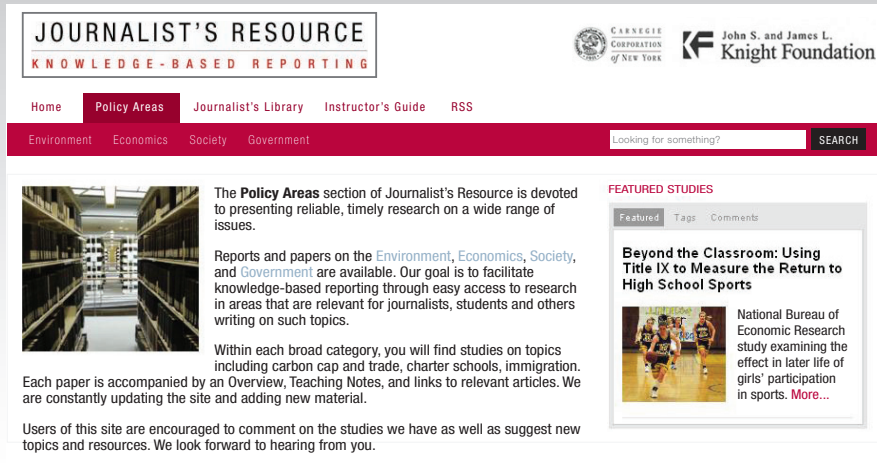 JOURNALIST'S RESOURCE
KNOWLEDGE-BASED REPORTING
CARNEGIE
CORPORATION
of NEW YORK
John S. and James L.
Knight Foundation
Home
Policy Areas
Journalist's Library
Instructor's Guide
RSS
Environment
Economics
Society
Government
Looking for something?
SEARCH
The Policy Areas section of Journalist's Resource is devoted
to presenting reliable, timely research on a wide range of
issues.
Reports and papers on the Environment, Economics, Society,
and Government are available. Our goal is to facilitate
knowledge-based reporting through easy access to research
in areas that are relevant for journalists, students and others
writing on such topics.
Within each broad category, you will find studies on topics
including carbon cap and trade, charter schools, immigration.
Each paper is accompanied by an Overview, Teaching Notes, and links to relevant articles. We
are constantly updating the site and adding new material.
Users of this site are encouraged to comment on the studies we have as well as suggest new
topics and resources. We look forward to hearing from you.
FEATURED STUDIES
Featured
Tags
Comments
Beyond the Classroom: Using
Title IX to Measure the Return to
High School Sports
National Bureau of
Economic Research
study examining the
effect in later life of
girls' participation
in sports. More...